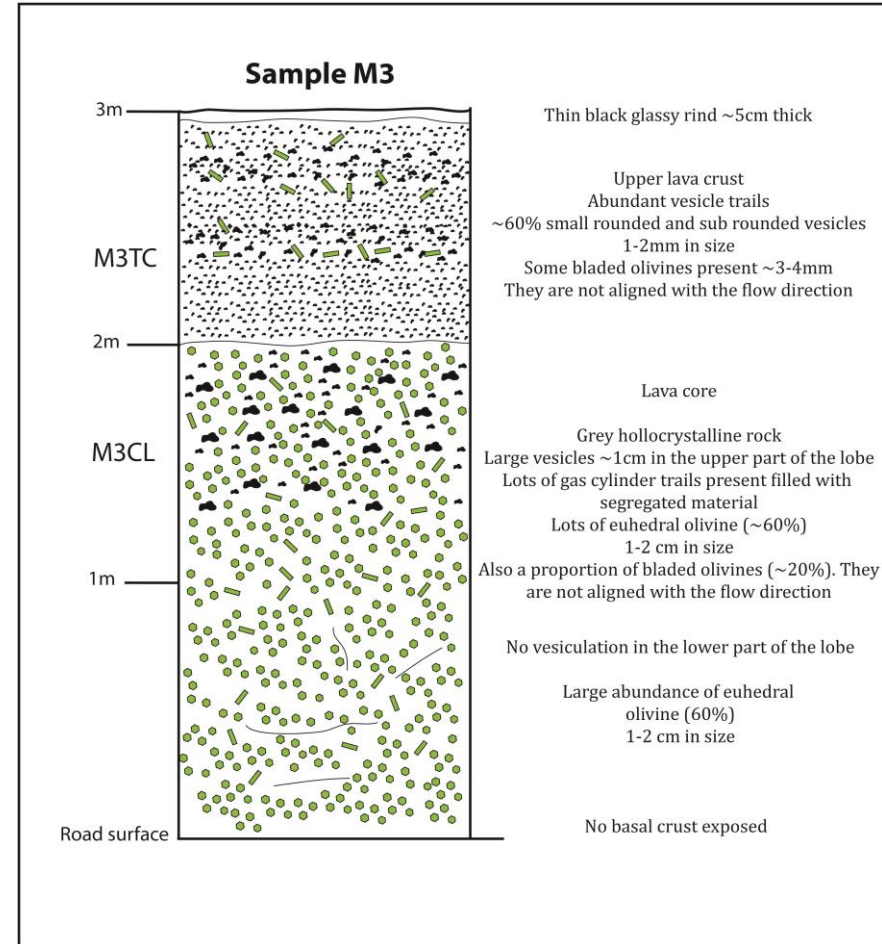 Sample M3
3m
Thin black glassy rind ~5cm thick
Upper lava crust
Abundant vesicle trails
~60% small rounded and sub rounded vesicles
1-2mm in size
Some bladed olivines present ~3-4mm
They are not aligned with the flow direction
M3TC
2m
Lava core
M3CL
Grey hollocrystalline rock
Large vesicles ~1cm in the upper part of the lobe
Lots of gas cylinder trails present filled with
segregated material
Lots of euhedral olivine (~60%)
1-2 cm in size
1m
Also a proportion of bladed olivines (~20%). They
are not aligned with the flow direction
No vesiculation in the lower part of the lobe
Large abundance of euhedral
olivine (60%)
1-2 cm in size
Road surface
No basal crust exposed